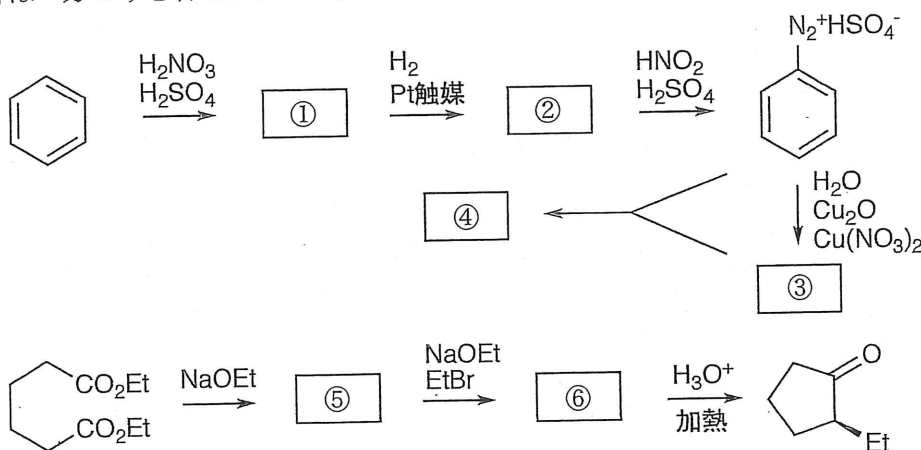 N₂⁺HSO₄⁻
H₂NO₃
H₂SO₄
①
H₂
Pt触媒
②
HNO₂
H₂SO₄
④
H₂O
Cu₂O
Cu(NO₃)₂
③
CO₂Et
CO₂Et
NaOEt
⑤
NaOEt
EtBr
⑥
H₃O⁺
加熱
O
Et